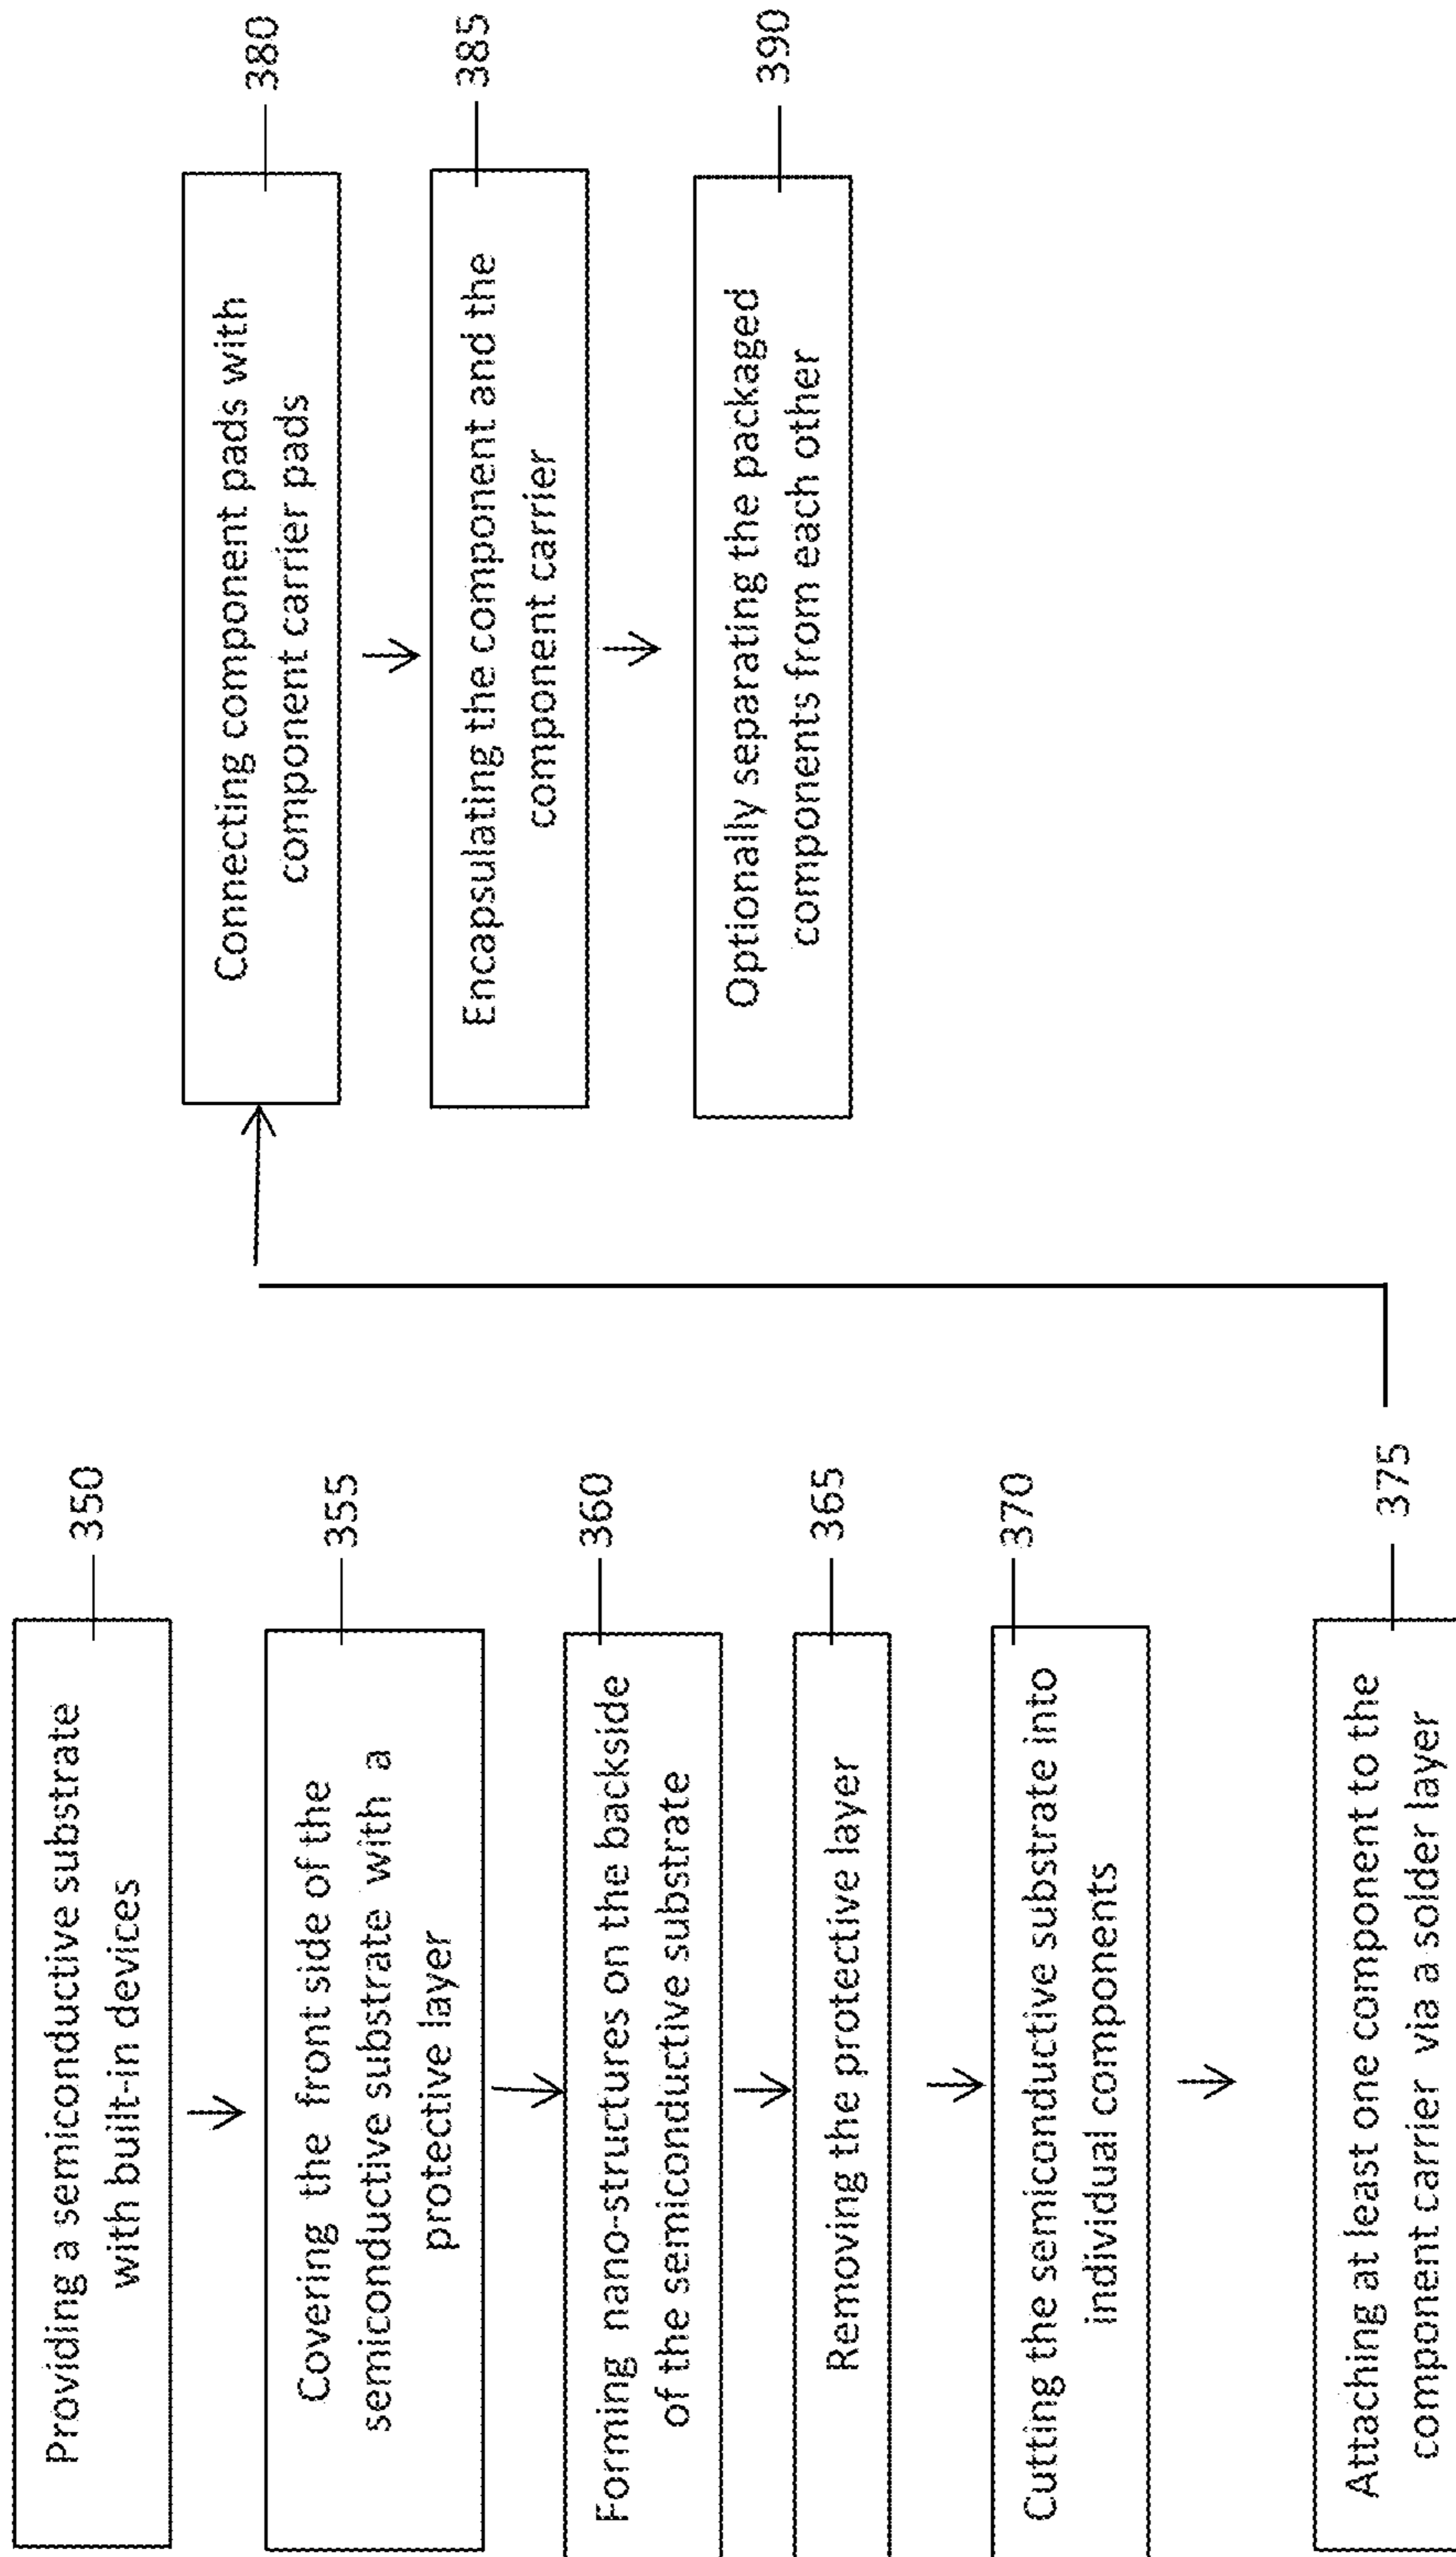 Providing a semiconductive substrate
with built-in devices
350
Covering the front side of the
semiconductive substrate with a
protective layer
355
Forming nano-structures on the backside
of the semiconductive substrate
360
Removing the protective layer
365
Cutting the semiconductive substrate into
individual components
370
Attaching at least one component to the
component carrier via a solder layer
375
Connecting component pads with
component carrier pads
380
Encapsulating the component and the
component carrier
385
Optionally separating the packaged
components from each other
390